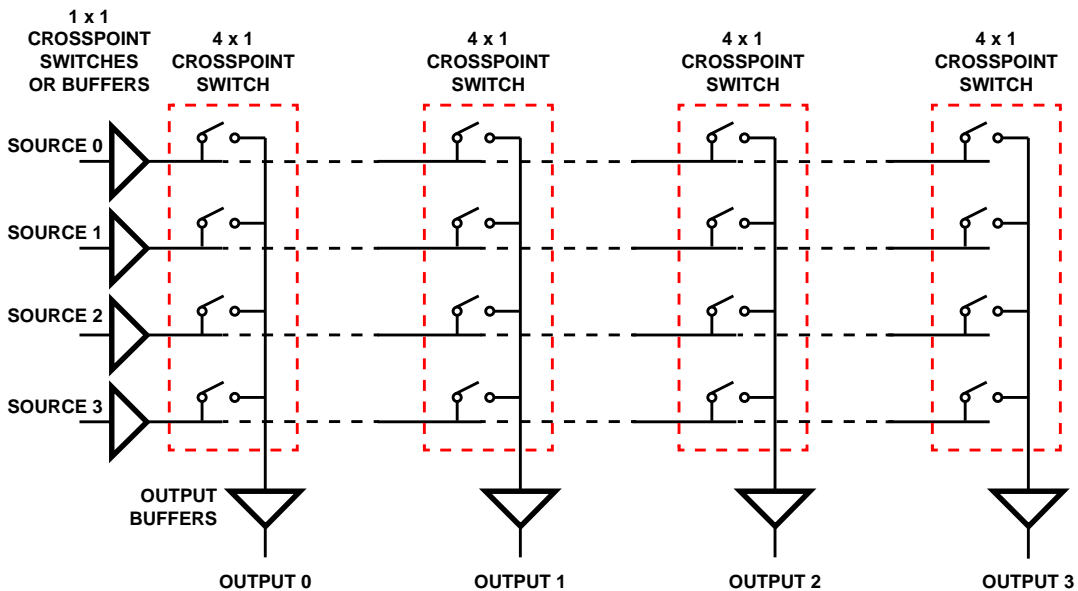 1 x 1
CROSSPOINT
SWITCHES
OR BUFFERS
4 x 1
CROSSPOINT
SWITCH
4 x 1
CROSSPOINT
SWITCH
4 x 1
CROSSPOINT
SWITCH
4 x 1
CROSSPOINT
SWITCH
SOURCE 0
SOURCE 1
SOURCE 2
SOURCE 3
OUTPUT
BUFFERS
OUTPUT 0
OUTPUT 1
OUTPUT 2
OUTPUT 3